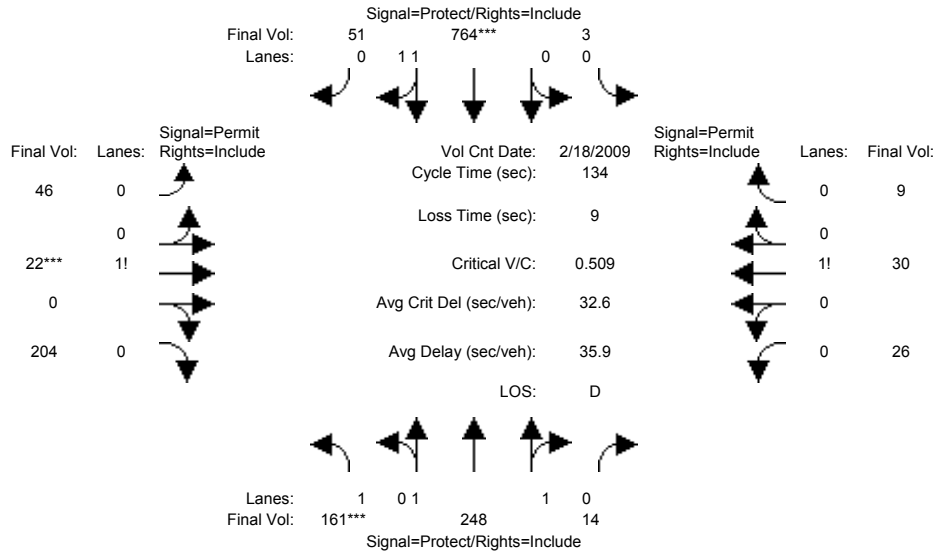 Signal=Protect/Rights=Include
Final Vol: 51 764*** 3
Lanes: 0 1 1 0 0
Signal=Permit
Final Vol: Lanes: Rights=Include
Vol Cnt Date: 2/18/2009
Signal=Permit
Rights=Include Lanes: Final Vol:
Cycle Time (sec): 134
46 0
0 9
Loss Time (sec): 9
0
0
22*** 1!
Critical V/C: 0.509
1! 30
0 0
Avg Crit Del (sec/veh): 32.6
0
204 0
Avg Delay (sec/veh): 35.9
0 26
LOS: D
Lanes: 1 0 1 1 0
Final Vol: 161*** 248 14
Signal=Protect/Rights=Include